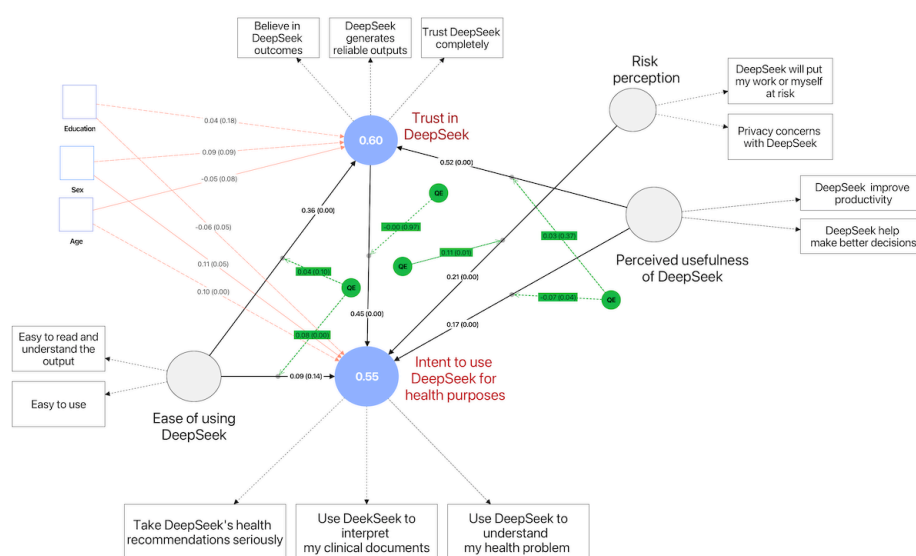 Believe in
DeepSeek
outcomes
DeepSeek
generates
reliable outputs
Trust DeepSeek
completely
Risk
perception
DeepSeek will put
my work or myself
at risk
Privacy concerns
with DeepSeek
Education
Sex
Age
0.04 (0.18)
0.09 (0.09)
-0.05 (0.08)
0.60
Trust in
DeepSeek
0.52 (0.00)
DeepSeek improve
productivity
DeepSeek help
make better decisions
Perceived usefulness
of DeepSeek
QE
-0.00 (0.97)
0.36 (0.00)
-0.06 (0.05)
0.11 (0.05)
0.10 (0.00)
0.03 (0.37)
QE
0.11 (0.01)
0.04 (0.10)
QE
0.21 (0.00)
-0.07 (0.04)
QE
0.45 (0.00)
0.17 (0.00)
Easy to read and
understand the
output
Easy to use
Ease of using
DeepSeek
0.09 (0.14)
0.55
Intent to use
DeepSeek for
health purposes
Take DeepSeek's health
recommendations seriously
Use DeekSeek to
interpret
my clinical documents
Use DeepSeek to
understand
my health problem